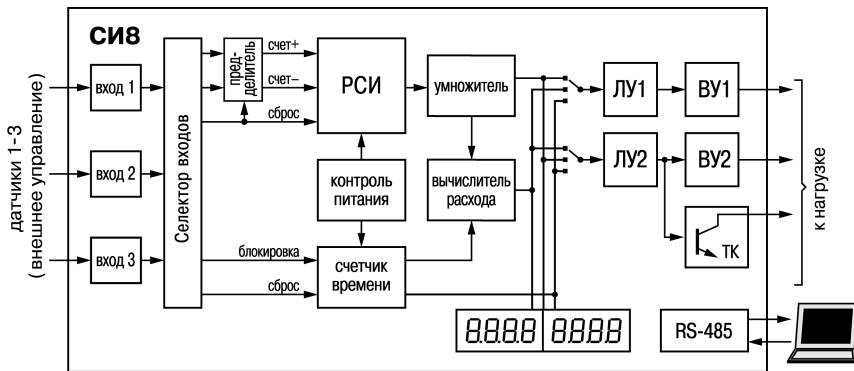 СИ8
датчики 1-3
( внешнее управление)
вход 1
вход 2
вход 3
Селектор входов
пред-
делитель
счет+
счет–
сброс
РСИ
умножитель
контроль
питания
вычислитель
расхода
блокировка
сброс
счетчик
времени
ЛУ1
ВУ1
ЛУ2
ВУ2
ТК
к нагрузке
8.8.8.8 8.8.8.8
RS-485